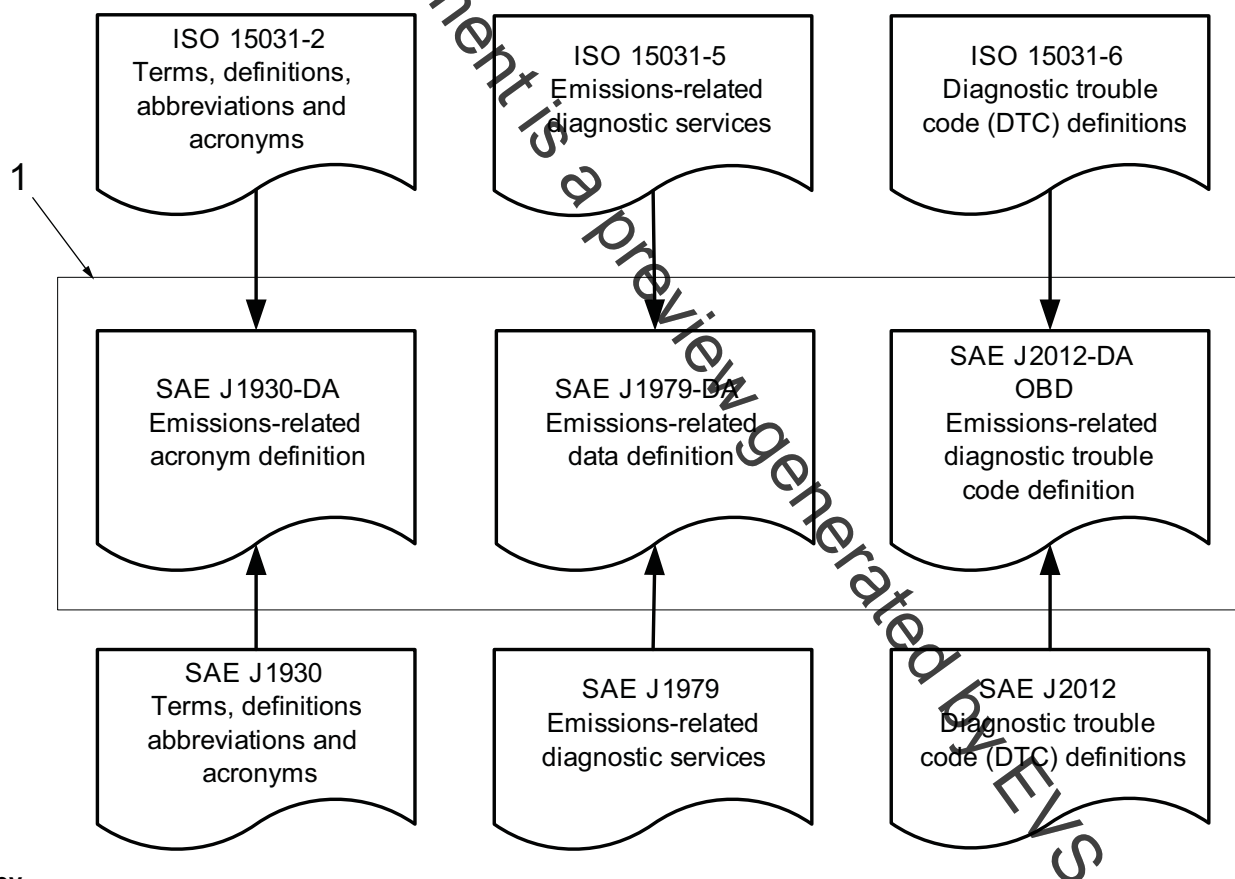 ISO 15031-2
Terms, definitions,
abbreviations and
acronyms
ISO 15031-5
Emissions-related
diagnostic services
ISO 15031-6
Diagnostic trouble
code (DTC) definitions
1
SAE J1930-DA
Emissions-related
acronym definition
SAE J1979-DA
Emissions-related
data definition
SAE J2012-DA
OBD
Emissions-related
diagnostic trouble
code definition
SAE J1930
Terms, definitions
abbreviations and
acronyms
SAE J1979
Emissions-related
diagnostic services
SAE J2012
Diagnostic trouble
code (DTC) definitions
is a preview generated by EVS